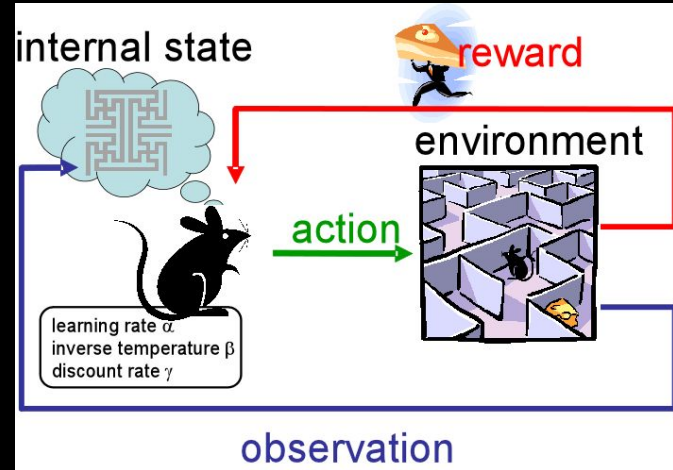 internal state
reward
environment
action
learning rate α
inverse temperature β
discount rate γ
observation